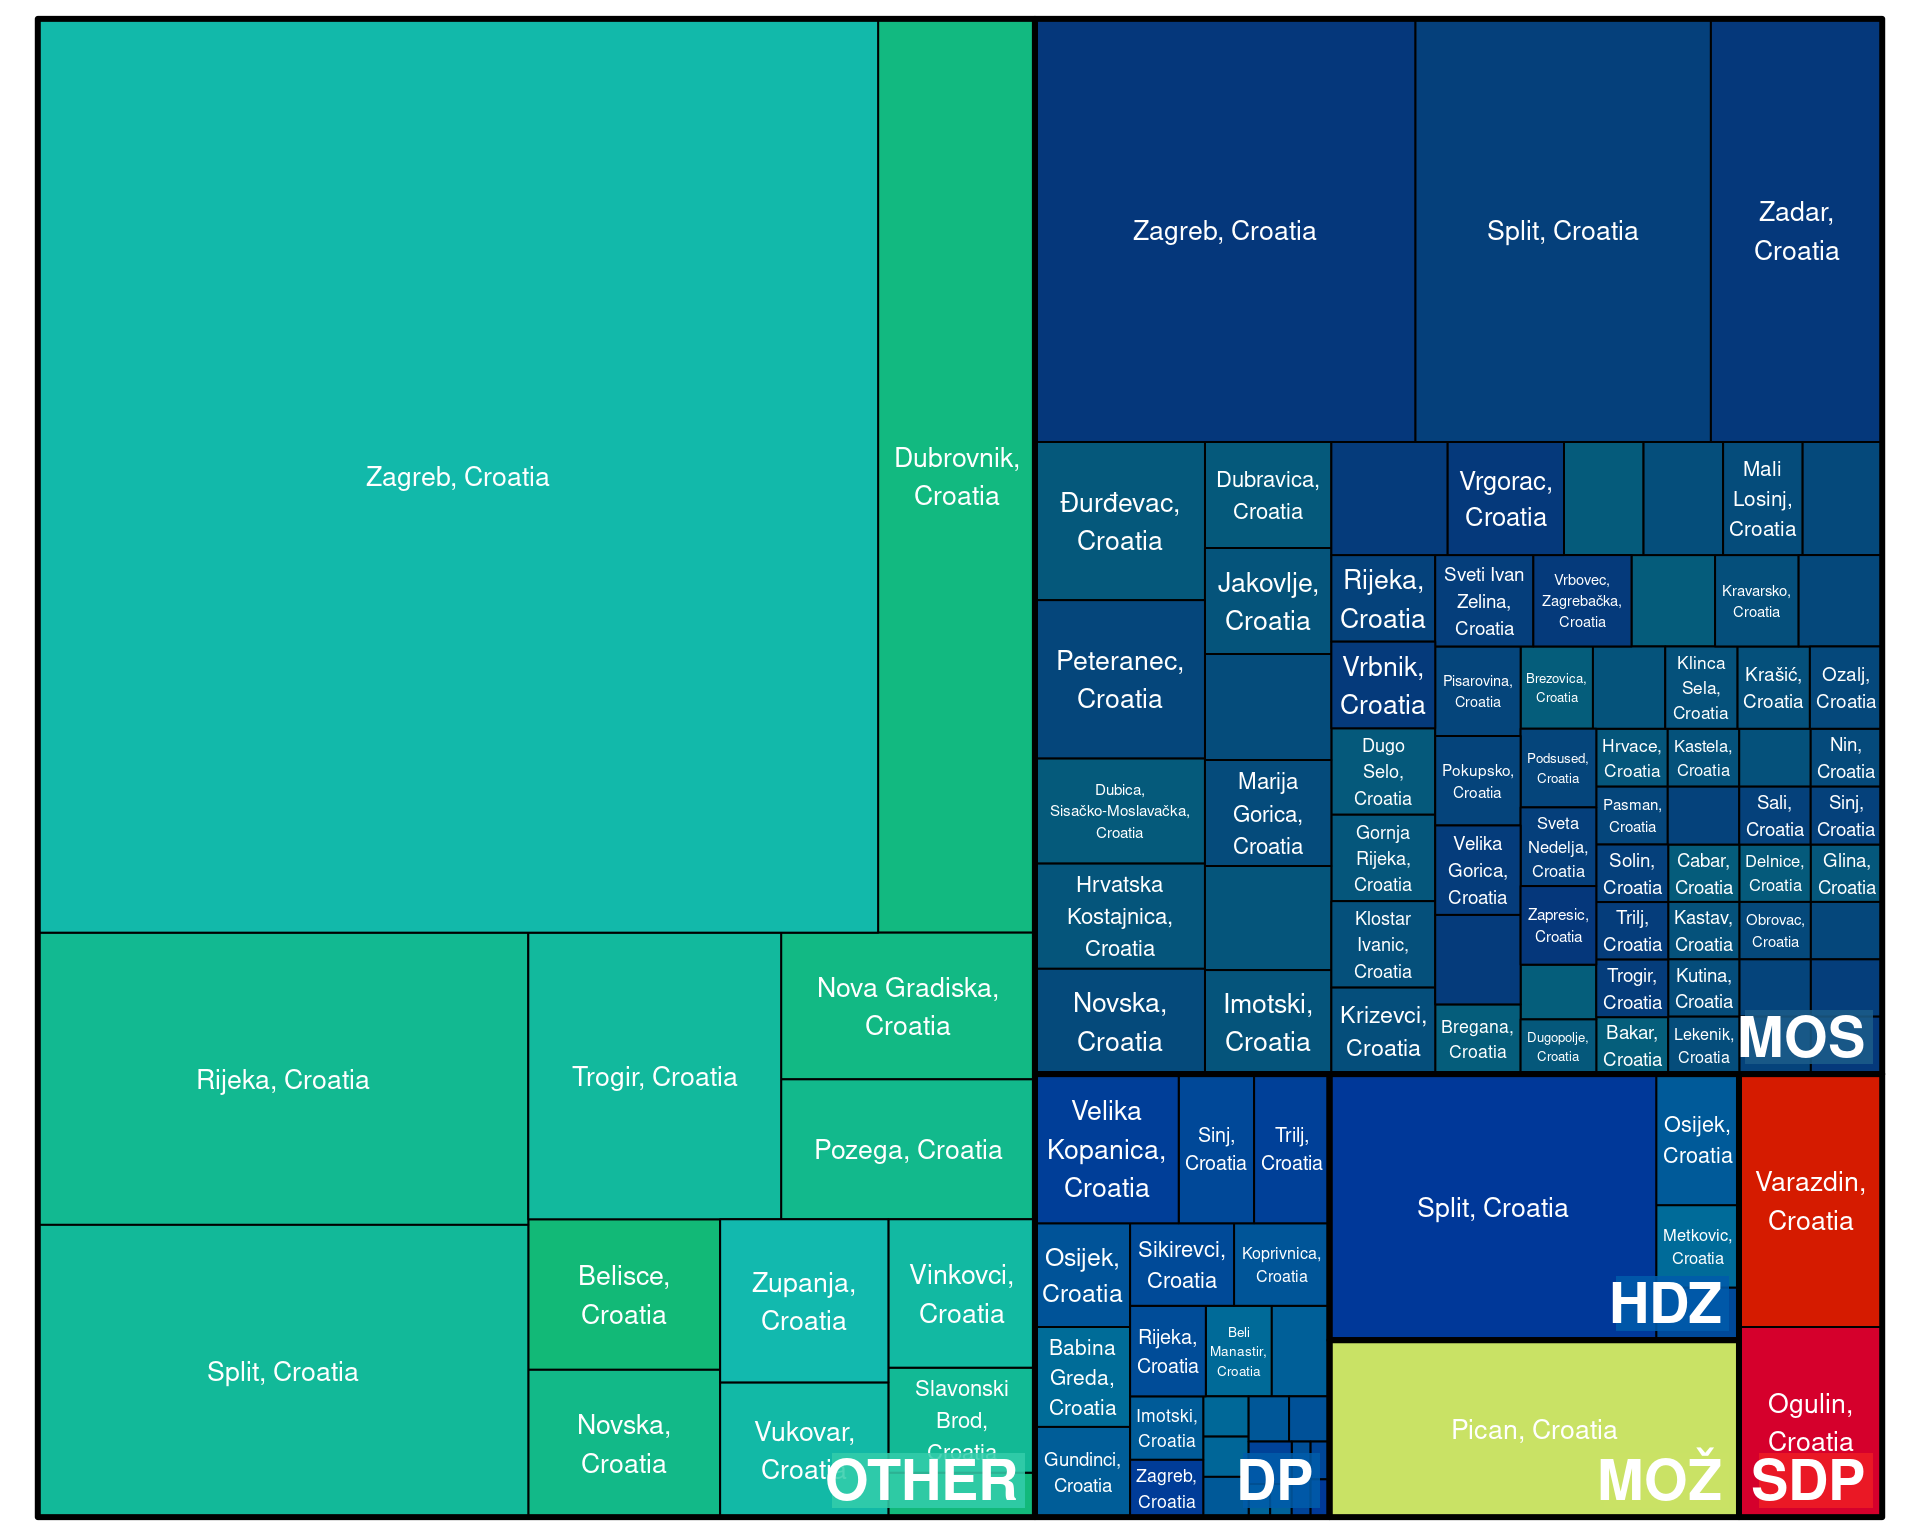 Zagreb, Croatia
Dubrovnik,
Croatia
Rijeka, Croatia
Trogir, Croatia
Nova Gradiska,
Croatia
Pozega, Croatia
Split, Croatia
Belisce,
Croatia
Novska,
Croatia
Zupanja,
Croatia
Vukovar,
Croatia
Vinkovci,
Croatia
Slavonski
Brod,
Croatia
OTHER
Zagreb, Croatia
Split, Croatia
Zadar,
Croatia
Đurđevac,
Croatia
Peteranec,
Croatia
Dubica,
Sisačko-Moslavačka,
Croatia
Hrvatska
Kostajnica,
Croatia
Novska,
Croatia
Dubravica,
Croatia
Jakovlje,
Croatia
Marija
Gorica,
Croatia
Imotski,
Croatia
Vrgorac,
Croatia
Mali
Losinj,
Croatia
Rijeka,
Croatia
Vrbnik,
Croatia
Dugo
Selo,
Croatia
Gornja
Rijeka,
Croatia
Klostar
Ivanic,
Croatia
Krizevci,
Croatia
Sveti Ivan
Zelina,
Croatia
Vrbovec,
Zagrebačka,
Croatia
Kravarsko,
Croatia
Pisarovina,
Croatia
Pokupsko,
Croatia
Velika
Gorica,
Croatia
Bregana,
Croatia
Brezovica,
Croatia
Klinca
Sela,
Croatia
Krašić,
Croatia
Ozalj,
Croatia
Podsused,
Croatia
Sveta
Nedelja,
Croatia
Zapresic,
Croatia
Dugopolje,
Croatia
Hrvace,
Croatia
Kastela,
Croatia
Nin,
Croatia
Pasman,
Croatia
Sali,
Croatia
Sinj,
Croatia
Solin,
Croatia
Cabar,
Croatia
Delnice,
Croatia
Glina,
Croatia
Trilj,
Croatia
Kastav,
Croatia
Obrovac,
Croatia
Trogir,
Croatia
Kutina,
Croatia
Bakar,
Croatia
Lekenik,
Croatia
MOS
Velika
Kopanica,
Croatia
Sinj,
Croatia
Trilj,
Croatia
Osijek,
Croatia
Sikirevci,
Croatia
Koprivnica,
Croatia
Babina
Greda,
Croatia
Rijeka,
Croatia
Beli
Manastir,
Croatia
Gundinci,
Croatia
Imotski,
Croatia
Zagreb,
Croatia
DP
Split, Croatia
Osijek,
Croatia
Metkovic,
Croatia
HDZ
Pican, Croatia
MOŽ
Varazdin,
Croatia
Ogulin,
Croatia
SDP